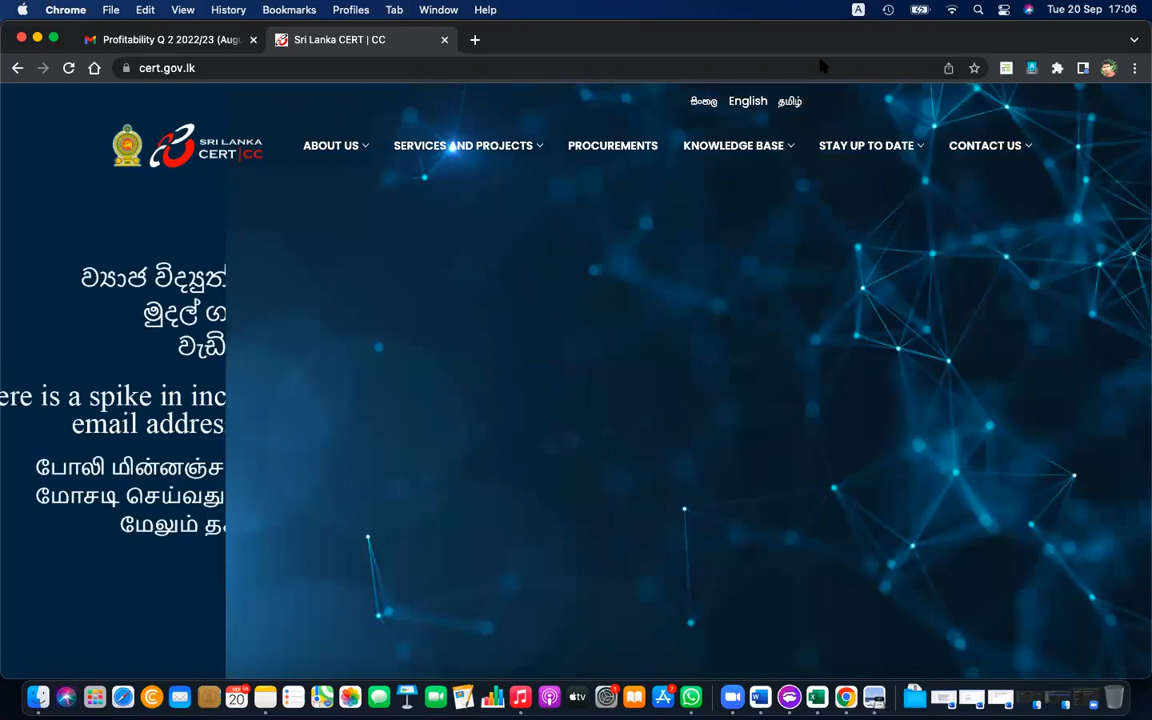 Chrome File Edit View History Bookmarks Profiles Tab Window Help A Tue 20 Sep 17:06
Profitability Q 2 2022/23 (Augu Sri Lanka CERT | CC
cert.gov.lk
සිංහල English தமிழ்
SRI LANKA
CERT|CC
ABOUT US SERVICES AND PROJECTS PROCUREMENTS KNOWLEDGE BASE STAY UP TO DATE CONTACT US
ව්‍යාජ විද්‍යුත්
මුදල් ග
වැඩි
ere is a spike in inc
email addres
போலி மின்னஞ்ச
மோசடி செய்வது
மேலும் த
SEP
20
tv